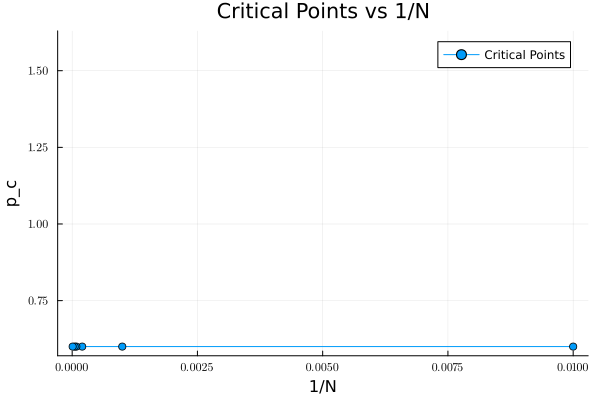 Critical Points vs 1/N
Critical Points
1.50
1.25
1.00
0.75
p_c
0.0000
0.0025
0.0050
0.0075
0.0100
1/N